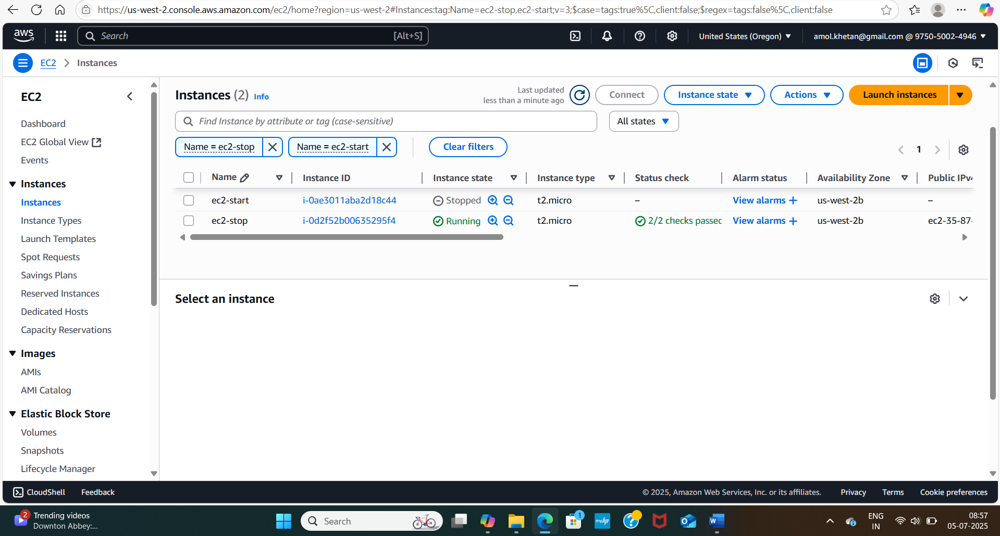 https://us-west-2.console.aws.amazon.com/ec2/home?region=us-west-2#Instances:tag:Name=ec2-stop,ec2-start;v=3;$case=tags:true%5C,client:false;$regex=tags:false%5C,client:false
aws
Search [Alt+S]
United States (Oregon)
amol.khetan@gmail.com @ 9750-5002-4946
EC2 Instances
EC2
Dashboard
EC2 Global View
Events
Instances
Instances
Instance Types
Launch Templates
Spot Requests
Savings Plans
Reserved Instances
Dedicated Hosts
Capacity Reservations
Images
AMIs
AMI Catalog
Elastic Block Store
Volumes
Snapshots
Lifecycle Manager
Instances (2) Info
Last updated
less than a minute ago
Connect
Instance state
Actions
Launch instances
Find Instance by attribute or tag (case-sensitive)
All states
Name = ec2-stop
Name = ec2-start
Clear filters
1
Name Instance ID Instance state Instance type Status check Alarm status Availability Zone Public IPv4
ec2-start i-0ae3011aba2d18c44 Stopped t2.micro – View alarms + us-west-2b –
ec2-stop i-0d2f52b00635295f4 Running t2.micro 2/2 checks passec View alarms + us-west-2b ec2-35-87-
Select an instance
CloudShell Feedback
© 2025, Amazon Web Services, Inc. or its affiliates. Privacy Terms Cookie preferences
2
Trending videos
Downton Abbey:...
Search
1
myhp
ENG
IN
08:57
05-07-2025